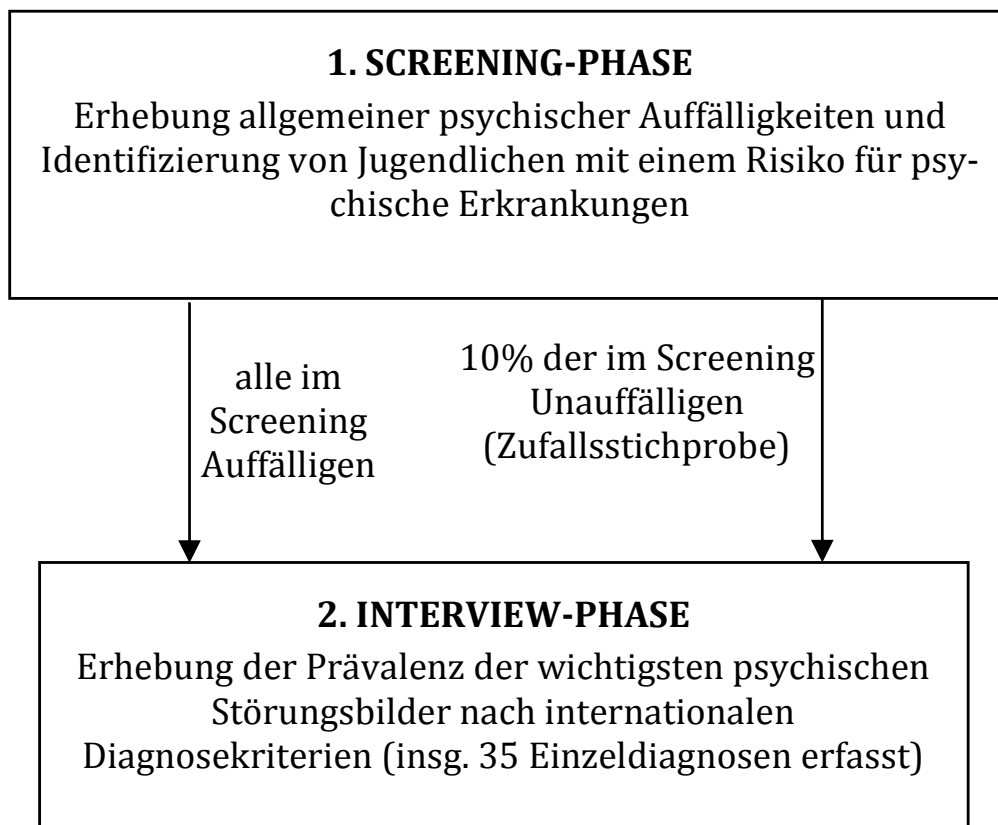 1. SCREENING-PHASE
Erhebung allgemeiner psychischer Auffälligkeiten und
Identifizierung von Jugendlichen mit einem Risiko für psy-
chische Erkrankungen
alle im
Screening
Auffälligen
10% der im Screening
Unauffälligen
(Zufallsstichprobe)
2. INTERVIEW-PHASE
Erhebung der Prävalenz der wichtigsten psychischen
Störungsbilder nach internationalen
Diagnosekriterien (insg. 35 Einzeldiagnosen erfasst)